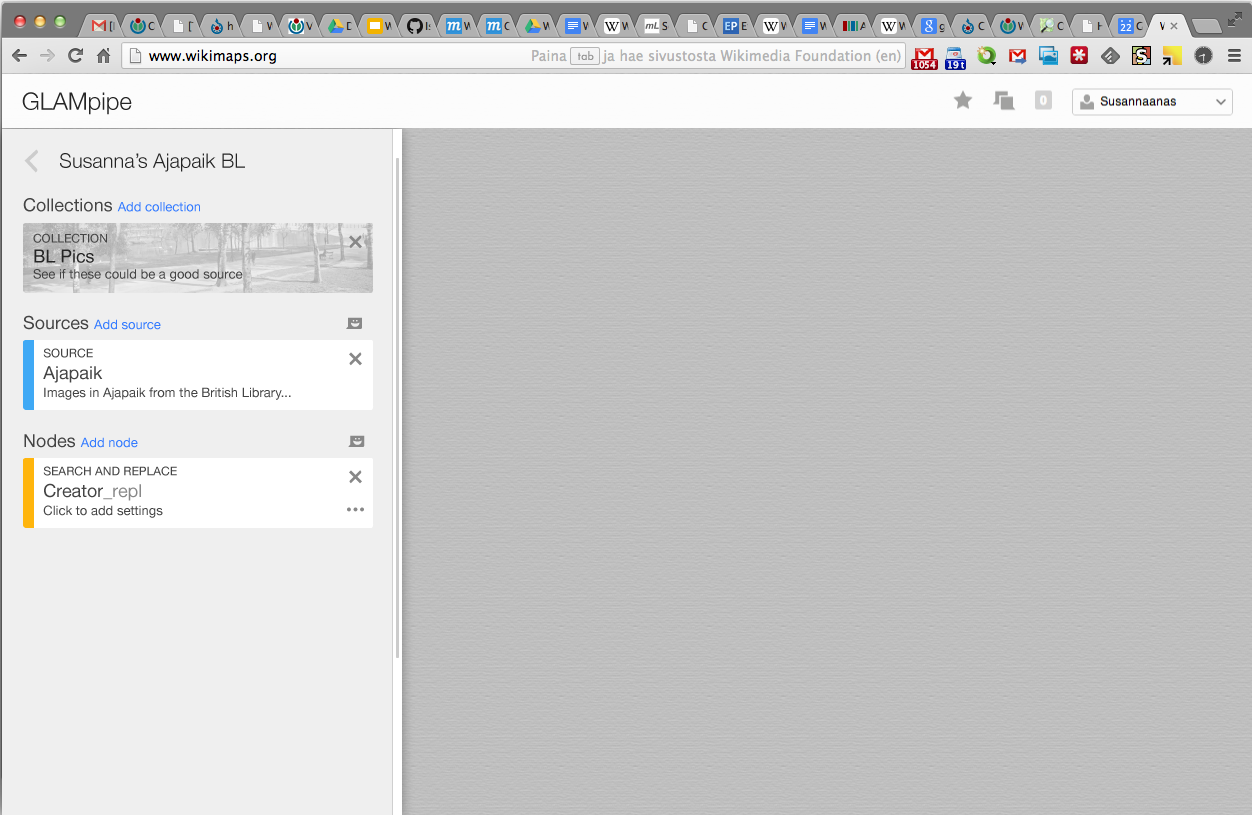 www.wikimaps.org
Paina tab ja hae sivustosta Wikimedia Foundation (en)
1054
19t
GLAMpipe
0
Susannaanas
Susanna’s Ajapaik BL
Collections Add collection
COLLECTION
BL Pics
See if these could be a good source
Sources Add source
SOURCE
Ajapaik
Images in Ajapaik from the British Library...
Nodes Add node
SEARCH AND REPLACE
Creator_repl
Click to add settings